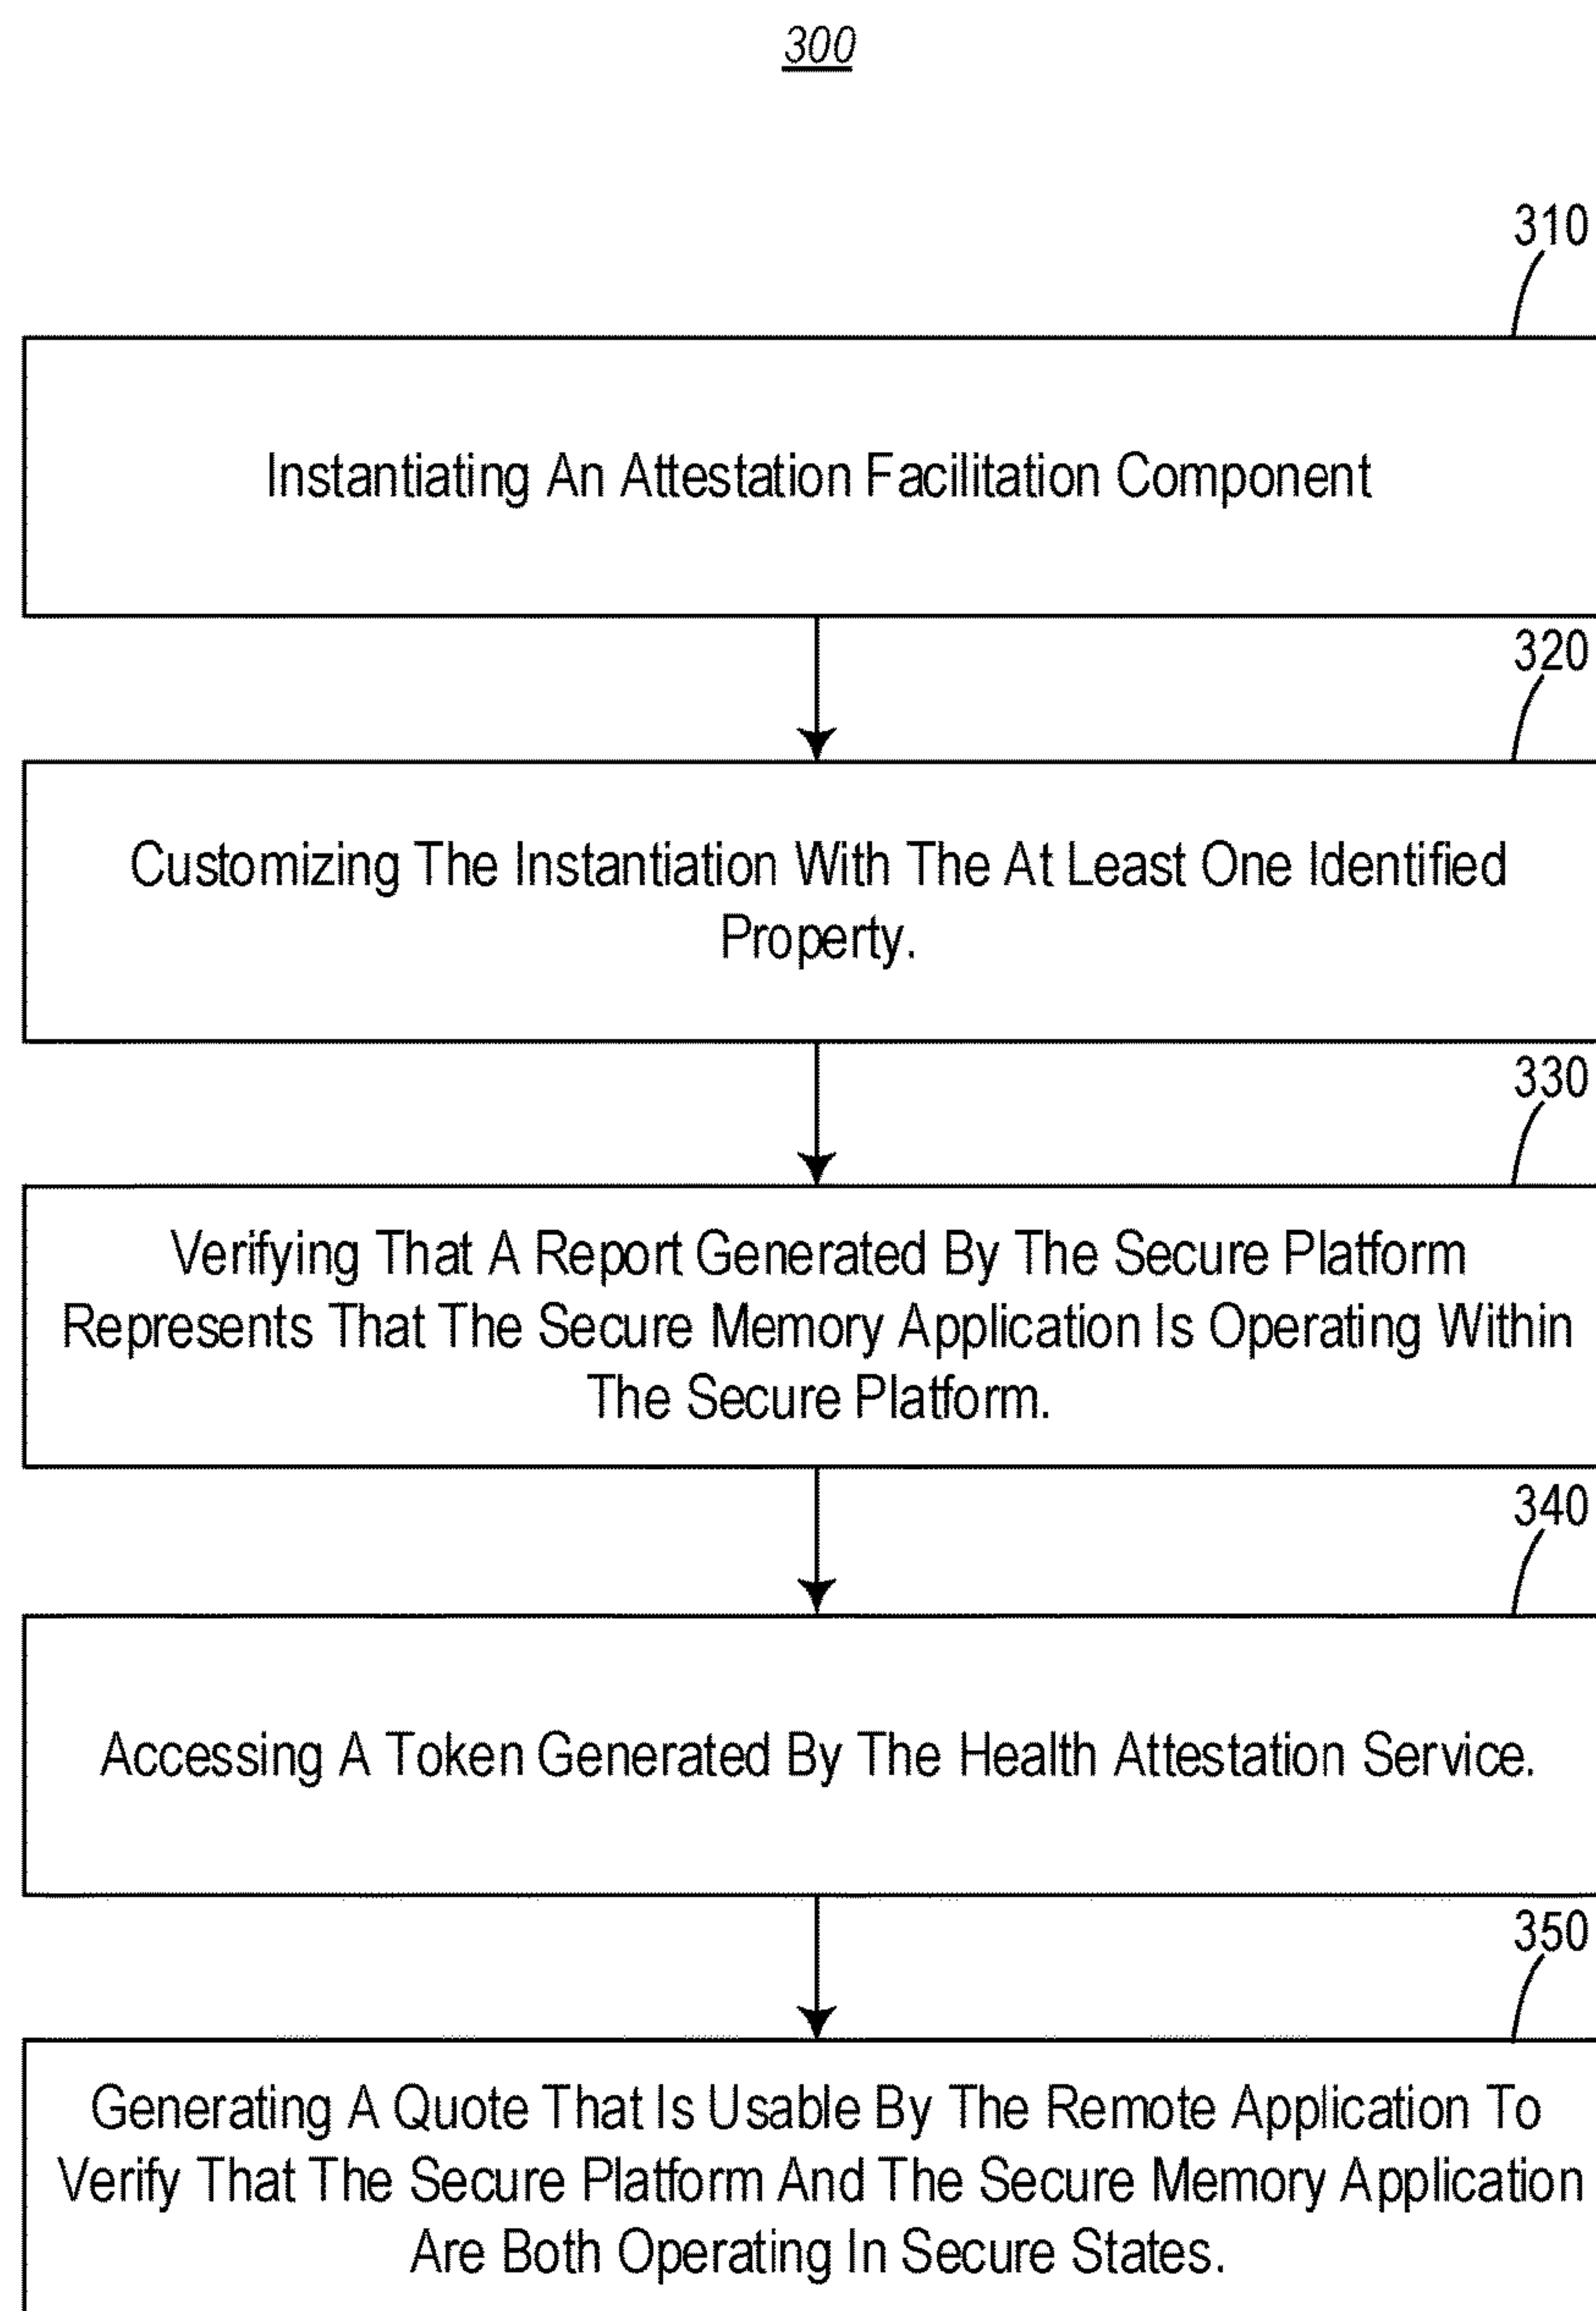 300
310
Instantiating An Attestation Facilitation Component
320
Customizing The Instantiation With The At Least One Identified
Property.
330
Verifying That A Report Generated By The Secure Platform
Represents That The Secure Memory Application Is Operating Within
The Secure Platform.
340
Accessing A Token Generated By The Health Attestation Service.
350
Generating A Quote That Is Usable By The Remote Application To
Verify That The Secure Platform And The Secure Memory Application
Are Both Operating In Secure States.